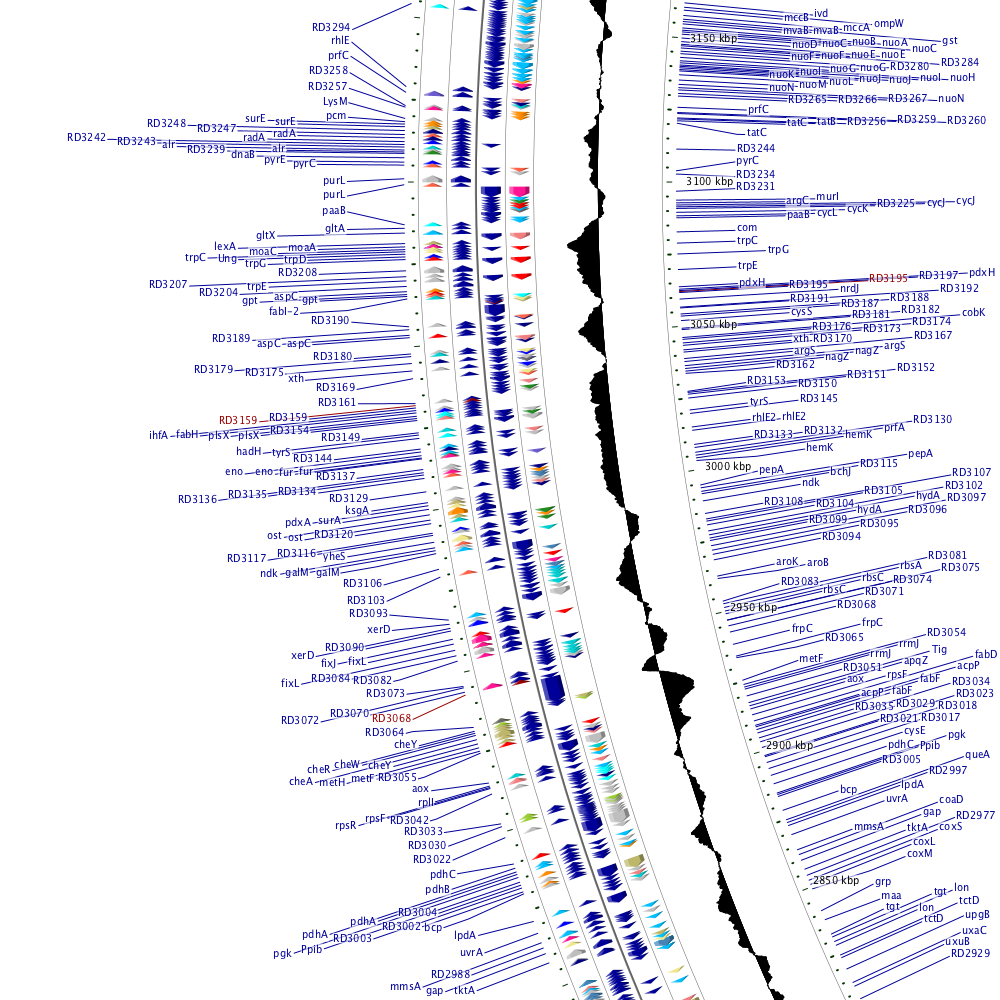 RD3294
rhlE
prfC
RD3258
RD3257
LysM
pcm
surE surE
RD3248 RD3247 radA
RD3242 RD3243 alr radA
RD3239 alr
dnaB pyrE pyrC
purL
purL
paaB
gltA
gltX
lexA moaA
trpC Ung moaC trpD
trpG
RD3208
RD3207 trpE
RD3204 aspC
gpt gpt
fabI-2
RD3190
RD3189
aspC aspC
RD3180
RD3179 RD3175
xth
RD3169
RD3161
RD3159 RD3159
ihfA fabH plsX plsX RD3154
RD3149
hadH tyrS
RD3144
eno eno fur fur
RD3137
RD3136 RD3135 RD3134
RD3129
ksgA
pdxA surA
ost ost RD3120
RD3117 RD3116 yheS
ndk galM galM
RD3106
RD3103
RD3093
xerD
RD3090
xerD fixJ fixL
fixL RD3084 RD3082
RD3073
RD3070
RD3072 RD3068
RD3064
cheY
cheR cheW cheY
cheA metH metF RD3055
aox
rplI
rpsR rpsF RD3042
RD3033
RD3030
RD3022
pdhC
pdhB
RD3004
pdhA RD3002 bcp
pdhA RD3003
pgk Ppib
lpdA
uvrA
RD2988
mmsA gap tktA
3150 kbp
mccB ivd
mvaB mvaB mccA ompW
gst
nuoD nuoC nuoB nuoA nuoC
nuoF nuoF nuoE nuoE
nuoG nuoG RD3280 RD3284
nuoK nuoI nuoL nuoJ nuoJ nuoI nuoH
nuoN nuoM
RD3265 RD3266 RD3267 nuoN
prfC
tatC tatB RD3256 RD3259 RD3260
tatC
RD3244
pyrC
RD3234
3100 kbp
RD3231
argC murI
RD3225 cycJ cycJ
paaB cycL cycK
com
trpC
trpG
trpE
pdxH RD3195 RD3195 RD3197 pdxH
nrdJ
RD3192
RD3191 RD3187 RD3188
cysS RD3181 RD3182 cobK
3050 kbp
RD3176 RD3173 RD3174
xth RD3170 RD3167
argS nagZ nagZ argS
RD3162
RD3153 RD3150 RD3151 RD3152
tyrS RD3145
rhlE2 rhlE2
RD3133 RD3132 hemK prfA RD3130
hemK
3000 kbp
pepA bchJ RD3115 pepA
ndk
RD3107
RD3108 RD3104 RD3105 hydA RD3102
RD3097
RD3099 hydA RD3096
RD3095
RD3094
aroK aroB
RD3083 rbsC rbsA RD3081
RD3075
rbsC RD3071 RD3074
2950 kbp
RD3068
frpC frpC
RD3065
RD3054
metF rrmJ rrmJ Tig
RD3051 apqZ fabD
aox rpsF fabF acpP
acpP fabF RD3034
RD3035 RD3029 RD3018 RD3023
RD3021 RD3017
cysE
2900 kbp
pdhC Ppib pgk
RD3005 queA
RD2997
bcp lpdA
uvrA coaD
gap RD2977
mmsA tktA coxS
coxL
coxM
2850 kbp
grp
maa tgt lon
tgt lon tctD
tctD upgB
uxaC
uxuB
RD2929